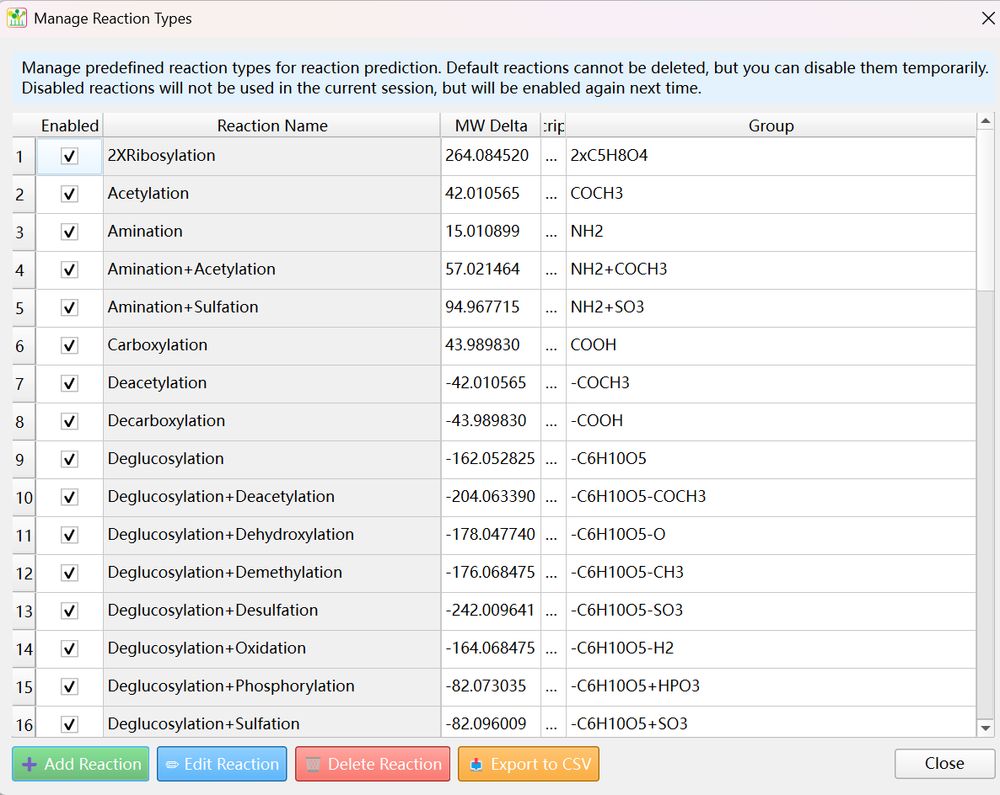 Manage Reaction Types
Manage predefined reaction types for reaction prediction. Default reactions cannot be deleted, but you can disable them temporarily.
Disabled reactions will not be used in the current session, but will be enabled again next time.
Enabled Reaction Name MW Delta :rip Group
1 2XRibosylation 264.084520 ... 2xC5H8O4
2 Acetylation 42.010565 ... COCH3
3 Amination 15.010899 ... NH2
4 Amination+Acetylation 57.021464 ... NH2+COCH3
5 Amination+Sulfation 94.967715 ... NH2+SO3
6 Carboxylation 43.989830 ... COOH
7 Deacetylation -42.010565 ... -COCH3
8 Decarboxylation -43.989830 ... -COOH
9 Deglucosylation -162.052825 ... -C6H10O5
10 Deglucosylation+Deacetylation -204.063390 ... -C6H10O5-COCH3
11 Deglucosylation+Dehydroxylation -178.047740 ... -C6H10O5-O
12 Deglucosylation+Demethylation -176.068475 ... -C6H10O5-CH3
13 Deglucosylation+Desulfation -242.009641 ... -C6H10O5-SO3
14 Deglucosylation+Oxidation -164.068475 ... -C6H10O5-H2
15 Deglucosylation+Phosphorylation -82.073035 ... -C6H10O5+HPO3
16 Deglucosylation+Sulfation -82.096009 ... -C6H10O5+SO3
Add Reaction Edit Reaction Delete Reaction Export to CSV Close